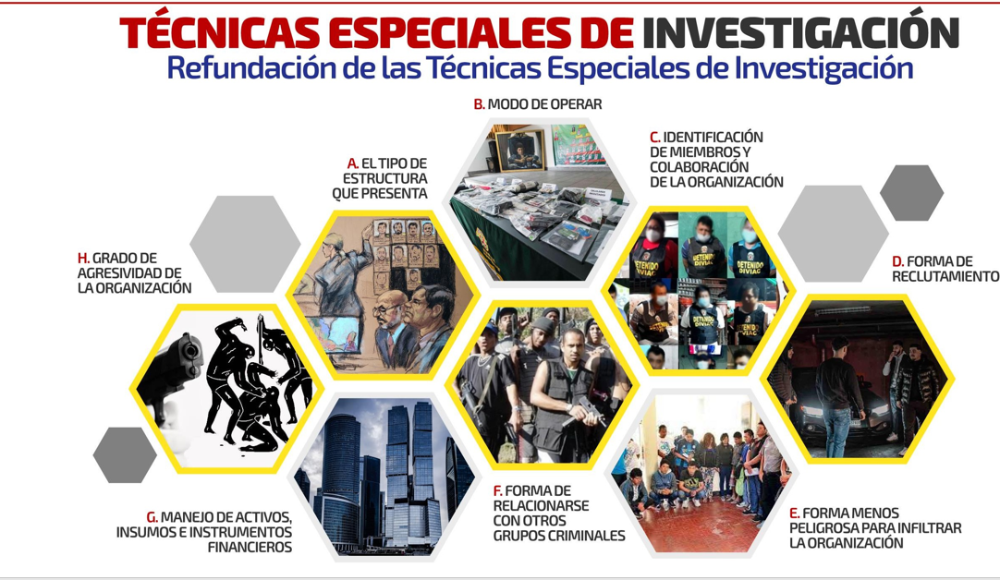 TÉCNICAS ESPECIALES DE INVESTIGACIÓN
Refundación de las Técnicas Especiales de Investigación
A. EL TIPO DE
ESTRUCTURA
QUE PRESENTA
B. MODO DE OPERAR
C. IDENTIFICACIÓN
DE MIEMBROS Y
COLABORACIÓN
DE LA ORGANIZACIÓN
D. FORMA DE
RECLUTAMIENTO
E. FORMA MENOS
PELIGROSA PARA INFILTRAR
LA ORGANIZACIÓN
F. FORMA DE
RELACIONARSE
CON OTROS
GRUPOS CRIMINALES
G. MANEJO DE ACTIVOS,
INSUMOS E INSTRUMENTOS
FINANCIEROS
H. GRADO DE
AGRESIVIDAD DE
LA ORGANIZACIÓN
DETENIDO
DIVIAC
DETENIDO
DIVIAC
DETENIDO
DIVIAC
DETENIDO
DIVIAC